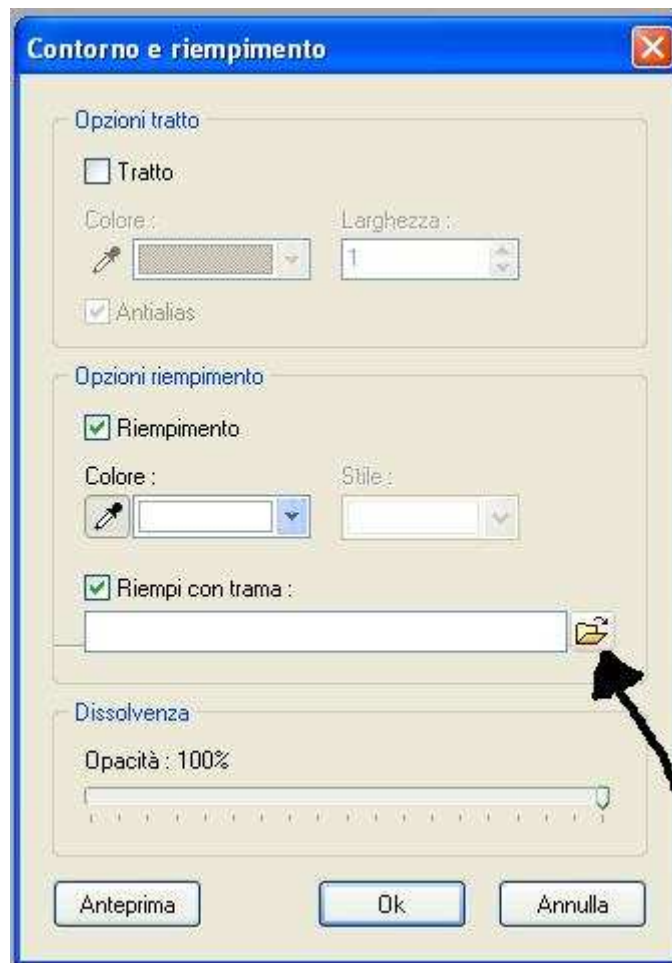 Contorno e riempimento
Opzioni tratto
Tratto
Colore : Larghezza :
1
Antialias
Opzioni riempimento
Riempimento
Colore : Stile :
Riempi con trama :
Dissolvenza
Opacità : 100%
Anteprima Ok Annulla